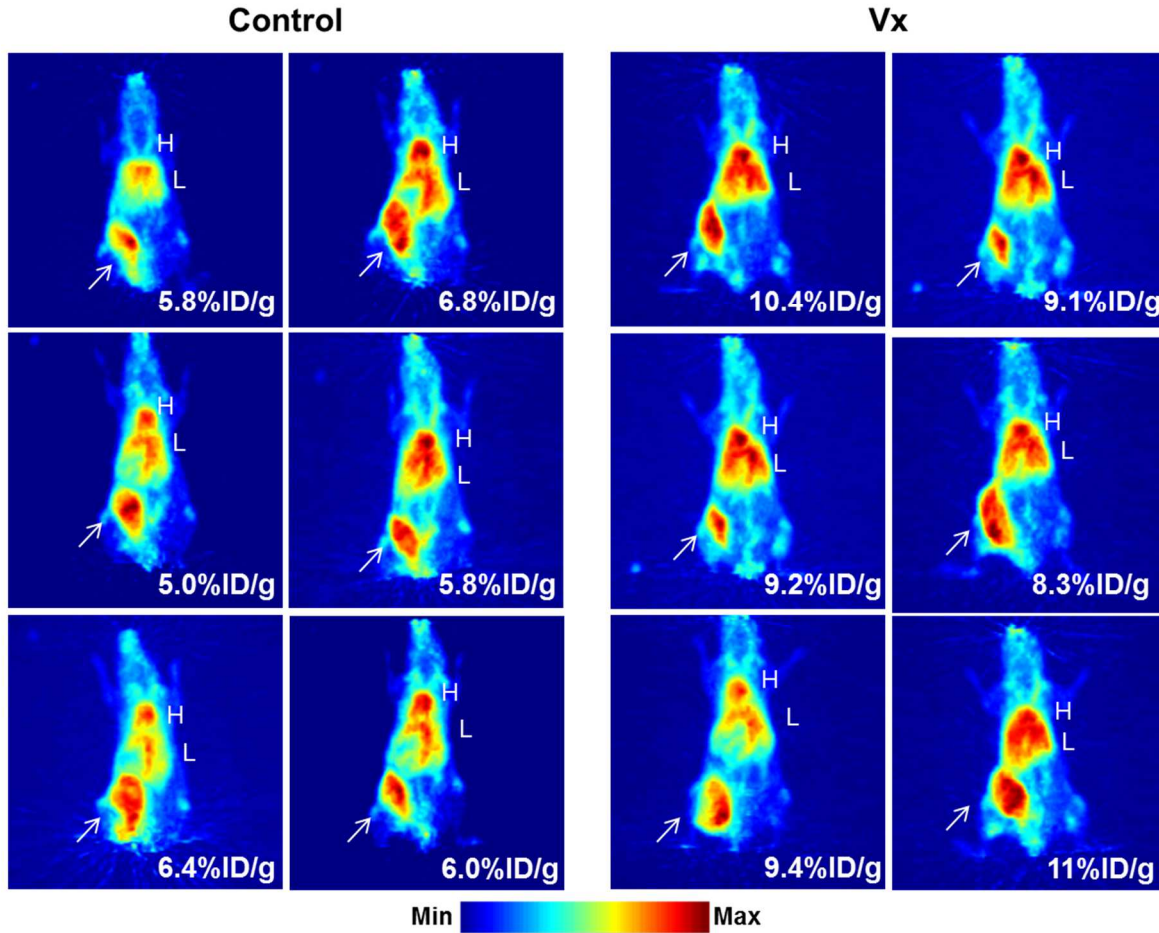 Control
Vx
H
L
5.8%ID/g
H
L
6.8%ID/g
H
L
10.4%ID/g
H
L
9.1%ID/g
H
L
5.0%ID/g
H
L
5.8%ID/g
H
L
9.2%ID/g
H
L
8.3%ID/g
H
L
6.4%ID/g
H
L
6.0%ID/g
H
L
9.4%ID/g
H
L
11%ID/g
Min
Max